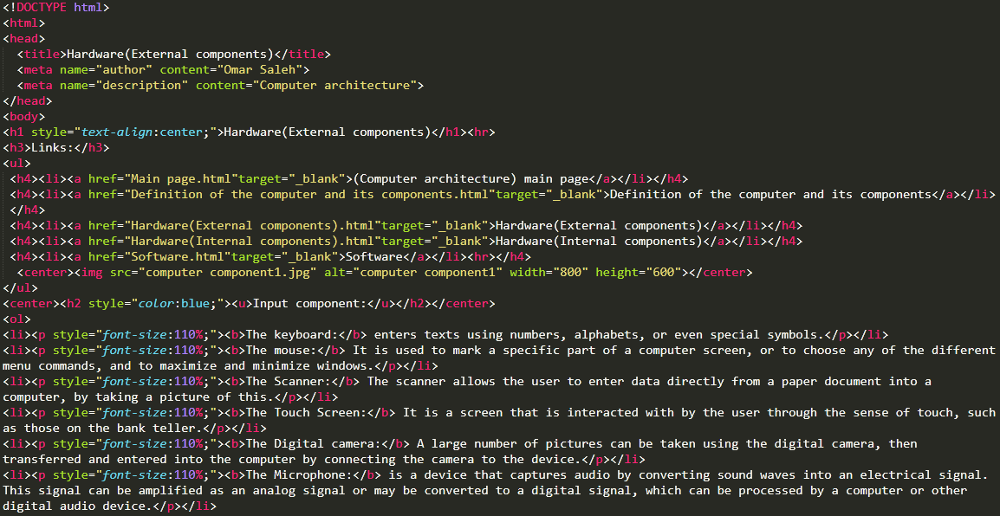 <!DOCTYPE html>
<html>
<head>
  <title>Hardware(External components)</title>
  <meta name="author" content="Omar Saleh">
  <meta name="description" content="Computer architecture">
</head>
<body>
<h1 style="text-align:center;">Hardware(External components)</h1><hr>
<h3>Links:</h3>
<ul>
 <h4><li><a href="Main page.html"target="_blank">(Computer architecture) main page</a></li></h4>
 <h4><li><a href="Definition of the computer and its components.html"target="_blank">Definition of the computer and its components</a></li>
 </h4>
 <h4><li><a href="Hardware(External components).html"target="_blank">Hardware(External components)</a></li></h4>
 <h4><li><a href="Hardware(Internal components).html"target="_blank">Hardware(Internal components)</a></li></h4>
 <h4><li><a href="Software.html"target="_blank">Software</a></li><hr></h4>
  <center><img src="computer component1.jpg" alt="computer component1" width="800" height="600"></center>
</ul>
<center><h2 style="color:blue;"><u>Input component:</u></h2></center>
<ol>
<li><p style="font-size:110%;"><b>The keyboard:</b> enters texts using numbers, alphabets, or even special symbols.</p></li>
<li><p style="font-size:110%;"><b>The mouse:</b> It is used to mark a specific part of a computer screen, or to choose any of the different
menu commands, and to maximize and minimize windows.</p></li>
<li><p style="font-size:110%;"><b>The Scanner:</b> The scanner allows the user to enter data directly from a paper document into a
computer, by taking a picture of this.</p></li>
<li><p style="font-size:110%;"><b>The Touch Screen:</b> It is a screen that is interacted with by the user through the sense of touch, such
as those on the bank teller.</p></li>
<li><p style="font-size:110%;"><b>The Digital camera:</b> A large number of pictures can be taken using the digital camera, then
transferred and entered into the computer by connecting the camera to the device.</p></li>
<li><p style="font-size:110%;"><b>The Microphone:</b> is a device that captures audio by converting sound waves into an electrical signal.
This signal can be amplified as an analog signal or may be converted to a digital signal, which can be processed by a computer or other
digital audio device.</p></li>